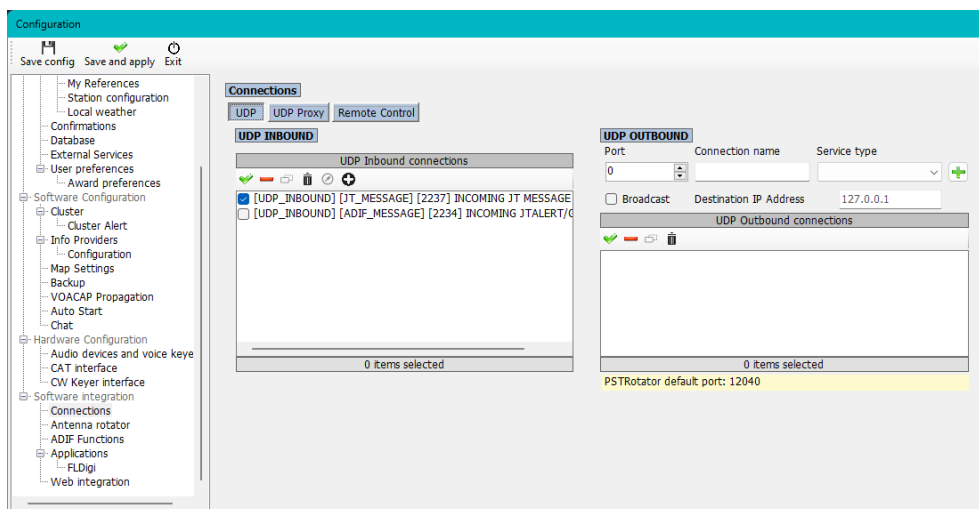 Configuration
Save config Save and apply Exit
My References
Station configuration
Local weather
Confirmations
Database
External Services
User preferences
Award preferences
Software Configuration
Cluster
Cluster Alert
Info Providers
Configuration
Map Settings
Backup
VOACAP Propagation
Auto Start
Chat
Hardware Configuration
Audio devices and voice keye
CAT interface
CW Keyer interface
Software integration
Connections
Antenna rotator
ADIF Functions
Applications
FLDigi
Web integration
Connections
UDP UDP Proxy Remote Control
UDP INBOUND
UDP Inbound connections
[UDP_INBOUND] [JT_MESSAGE] [2237] INCOMING JT MESSAGE
[UDP_INBOUND] [ADIF_MESSAGE] [2234] INCOMING JTALERT/
0 items selected
UDP OUTBOUND
Port Connection name Service type
0
Broadcast Destination IP Address 127.0.0.1
UDP Outbound connections
0 items selected
PSTRotator default port: 12040